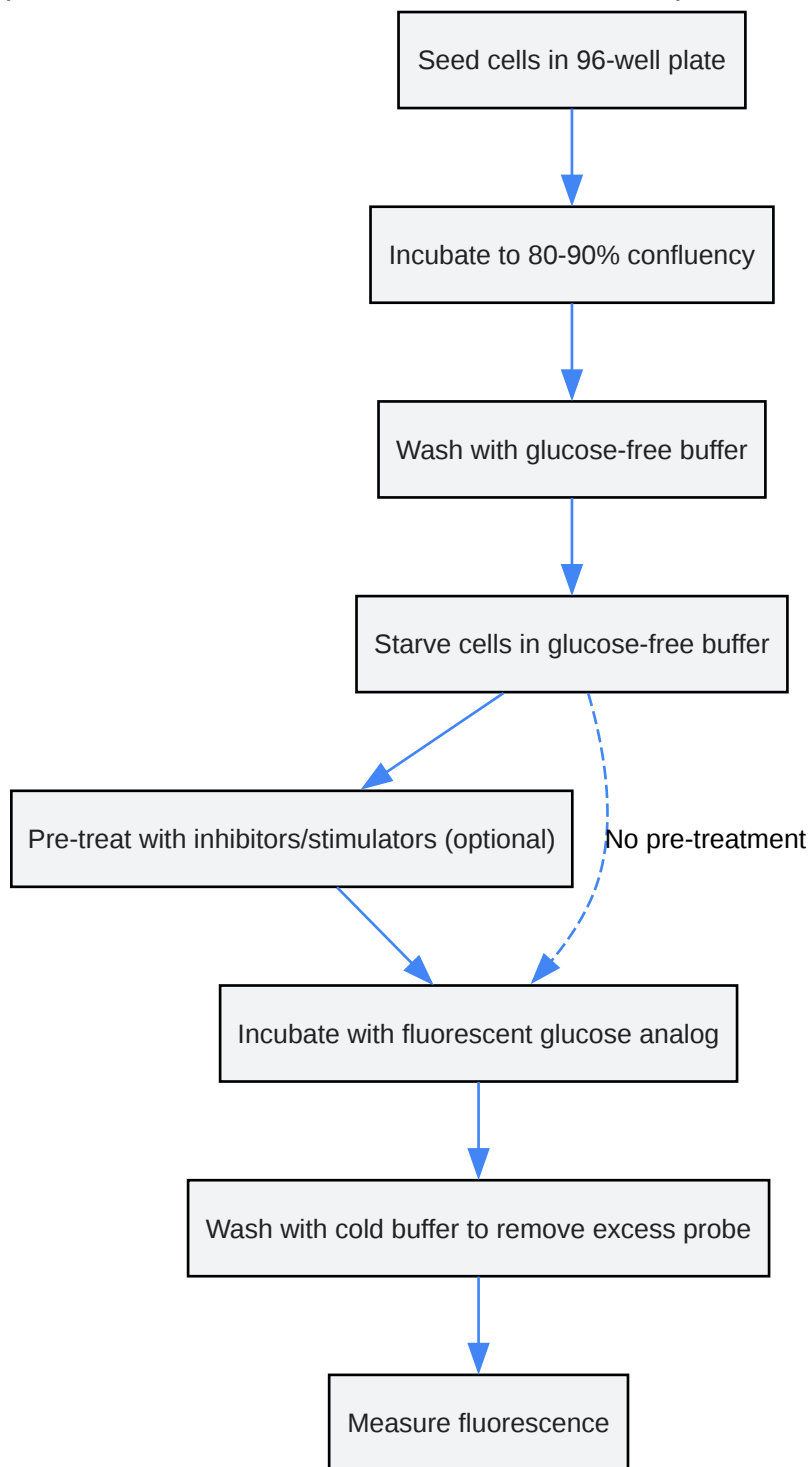 Seed cells in 96-well plate
Incubate to 80-90% confluency
Wash with glucose-free buffer
Starve cells in glucose-free buffer
Pre-treat with inhibitors/stimulators (optional)
No pre-treatment
Incubate with fluorescent glucose analog
Wash with cold buffer to remove excess probe
Measure fluorescence